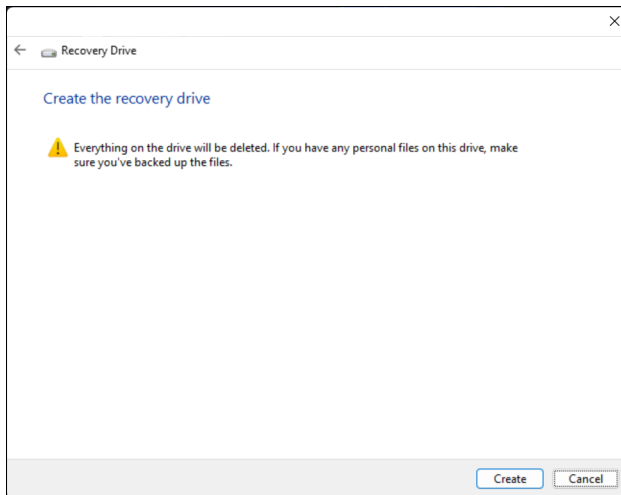 Recovery Drive
Create the recovery drive
Everything on the drive will be deleted. If you have any personal files on this drive, make
sure you've backed up the files.
Create Cancel